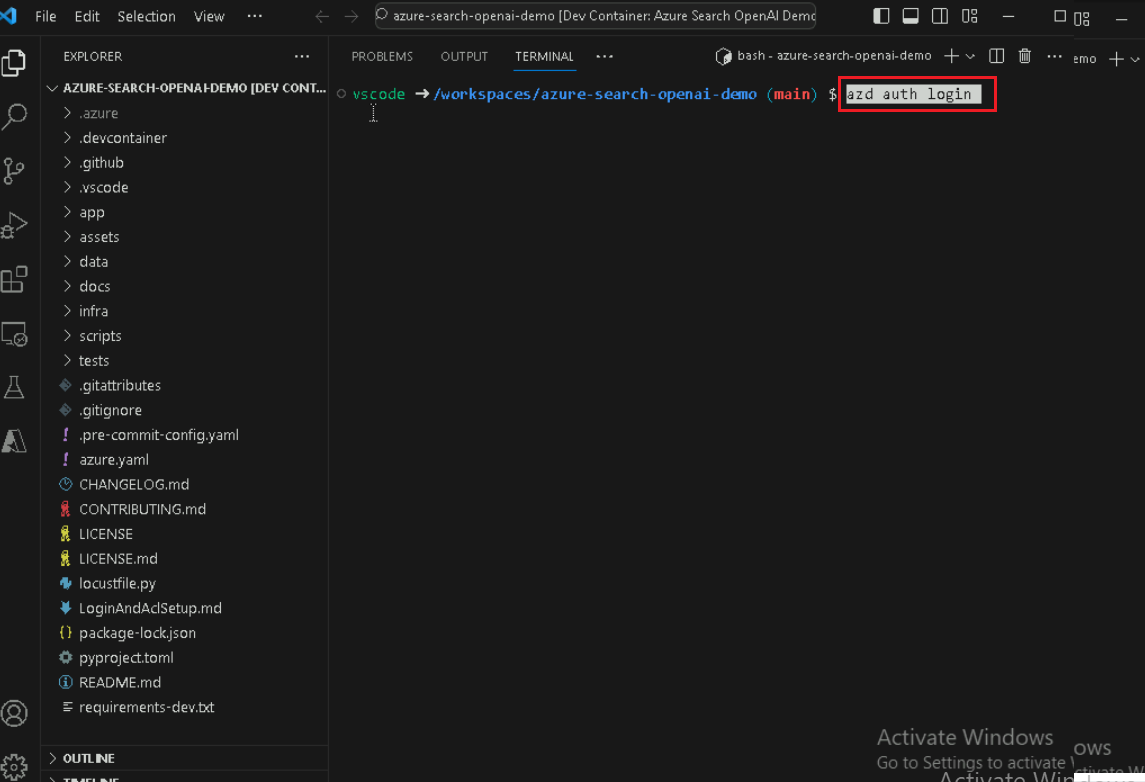 File Edit Selection View ··· azure-search-openai-demo [Dev Container: Azure Search OpenAI Demo
EXPLORER ···
PROBLEMS OUTPUT TERMINAL ··· bash - azure-search-openai-demo ··· emo
AZURE-SEARCH-OPENAI-DEMO [DEV CONT...
vscode ➜ /workspaces/azure-search-openai-demo (main) $ azd auth login
.azure
.devcontainer
.github
.vscode
app
assets
data
docs
infra
scripts
tests
.gitattributes
.gitignore
.pre-commit-config.yaml
azure.yaml
CHANGELOG.md
CONTRIBUTING.md
LICENSE
LICENSE.md
locustfile.py
LoginAndAclSetup.md
package-lock.json
pyproject.toml
README.md
requirements-dev.txt
OUTLINE
TIMELINE
Activate Windows ows
Go to Settings to activate